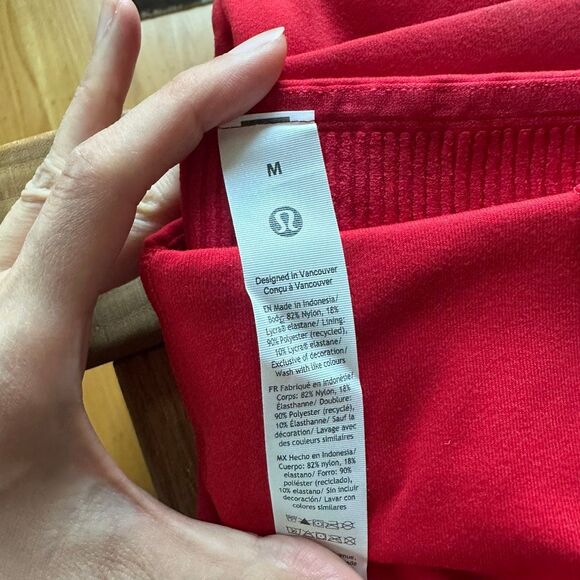 M
Designed in Vancouver
Conçu à Vancouver
EN Made in Indonesia/
Body: 82% Nylon, 18%
Lycra® elastane/ Lining:
90% Polyester (recycled),
10% Lycra® elastane/
Exclusive of decoration/
Wash with like colours
FR Fabriqué en Indonésie/
Corps: 82% Nylon, 18%
Élasthanne/ Doublure:
90% Polyester (recyclé),
10% Élasthanne/ Sauf la
décoration/ Lavage avec
des couleurs similaires
MX Hecho en Indonesia/
Cuerpo: 82% nylon, 18%
elastano/ Forro: 90%
poliéster (reciclado),
10% elastano/ Sin incluir
decoración/ Lavar con
colores similares